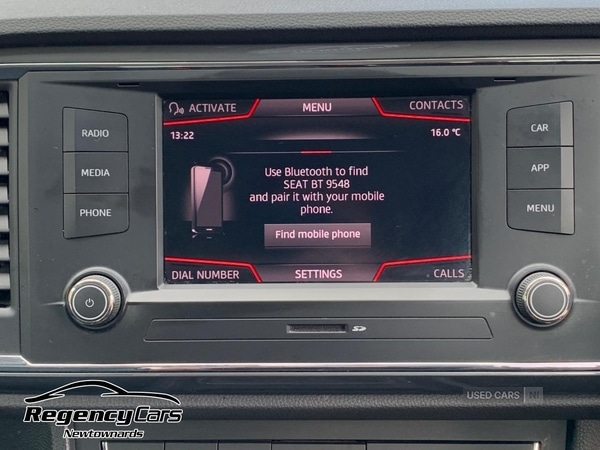 ACTIVATE
MENU
CONTACTS
13:22
16.0 °C
RADIO
MEDIA
PHONE
Use Bluetooth to find
SEAT BT 9548
and pair it with your mobile
phone.
Find mobile phone
CAR
APP
MENU
DIAL NUMBER
SETTINGS
CALLS
SD
USED CARS NI
Regency Cars
Newtownards